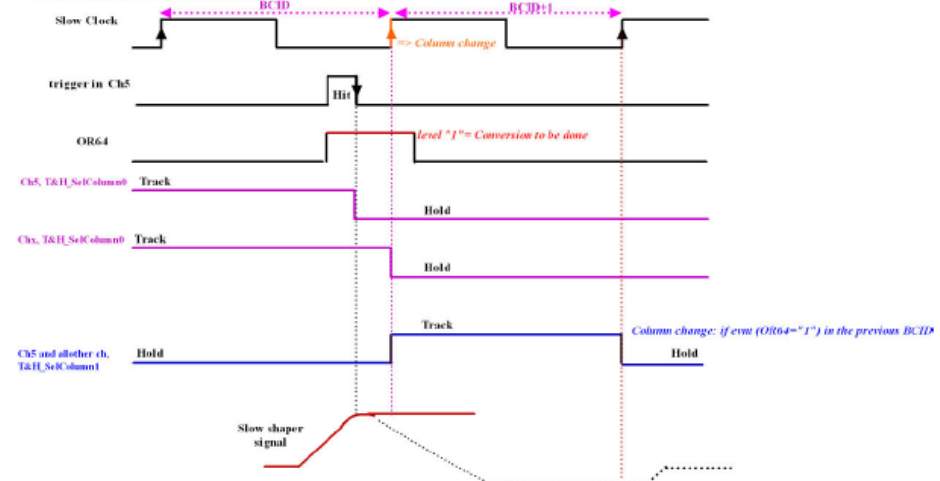 BCID
BCID+1
Slow Clock
=> Column change
trigger in Ch5
Hit
OR64
level "1"= Conversion to be done
Ch5, T&H_SelColumn0
Track
Hold
Chx, T&H_SelColumn0
Track
Hold
Track
Column change: if evnt (OR64="1") in the previous BCID
Ch5 and allother ch,
T&H_SelColumn1
Hold
Hold
Slow shaper
signal